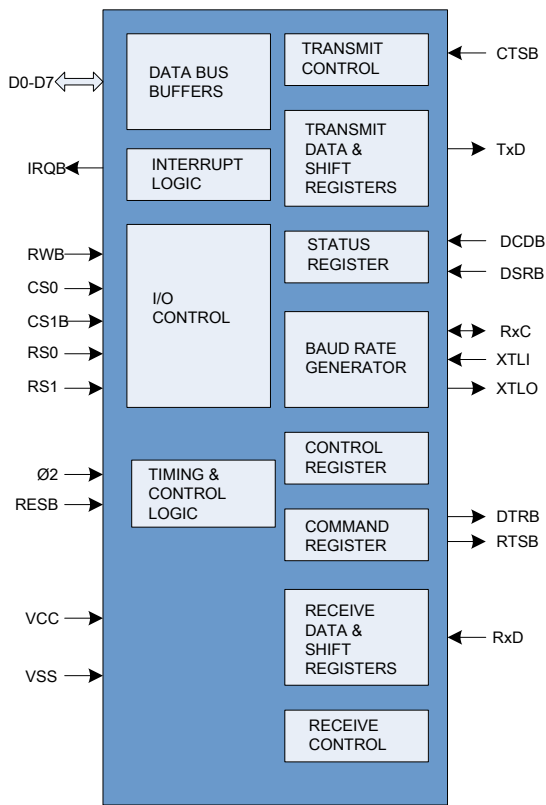 D0-D7
IRQB
RWB
CS0
CS1B
RS0
RS1
Ø2
RESB
VCC
VSS
DATA BUS
BUFFERS
INTERRUPT
LOGIC
I/O
CONTROL
TIMING &
CONTROL
LOGIC
TRANSMIT
CONTROL
TRANSMIT
DATA &
SHIFT
REGISTERS
STATUS
REGISTER
BAUD RATE
GENERATOR
CONTROL
REGISTER
COMMAND
REGISTER
RECEIVE
DATA &
SHIFT
REGISTERS
RECEIVE
CONTROL
CTSB
TxD
DCDB
DSRB
RxC
XTLI
XTLO
DTRB
RTSB
RxD